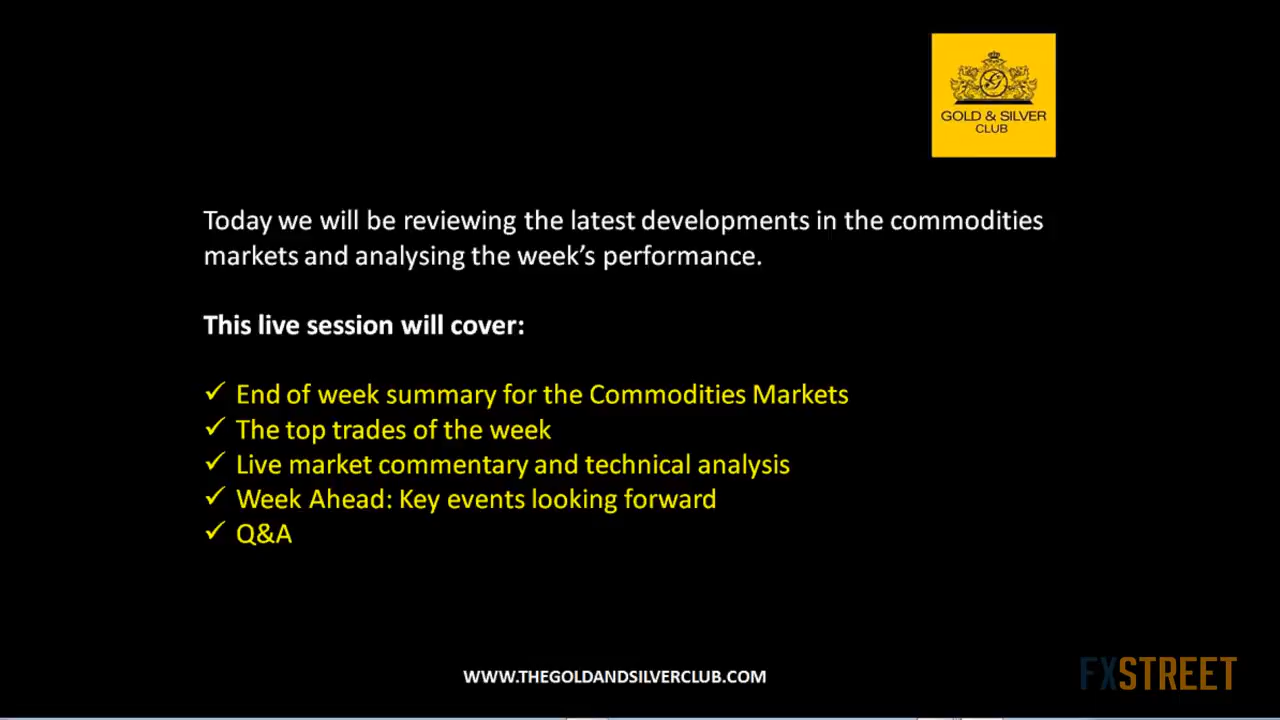 GOLD & SILVER
CLUB
Today we will be reviewing the latest developments in the commodities
markets and analysing the week’s performance.
This live session will cover:
✓ End of week summary for the Commodities Markets
✓ The top trades of the week
✓ Live market commentary and technical analysis
✓ Week Ahead: Key events looking forward
✓ Q&A
WWW.THEGOLDANDSILVERCLUB.COM
FXSTREET